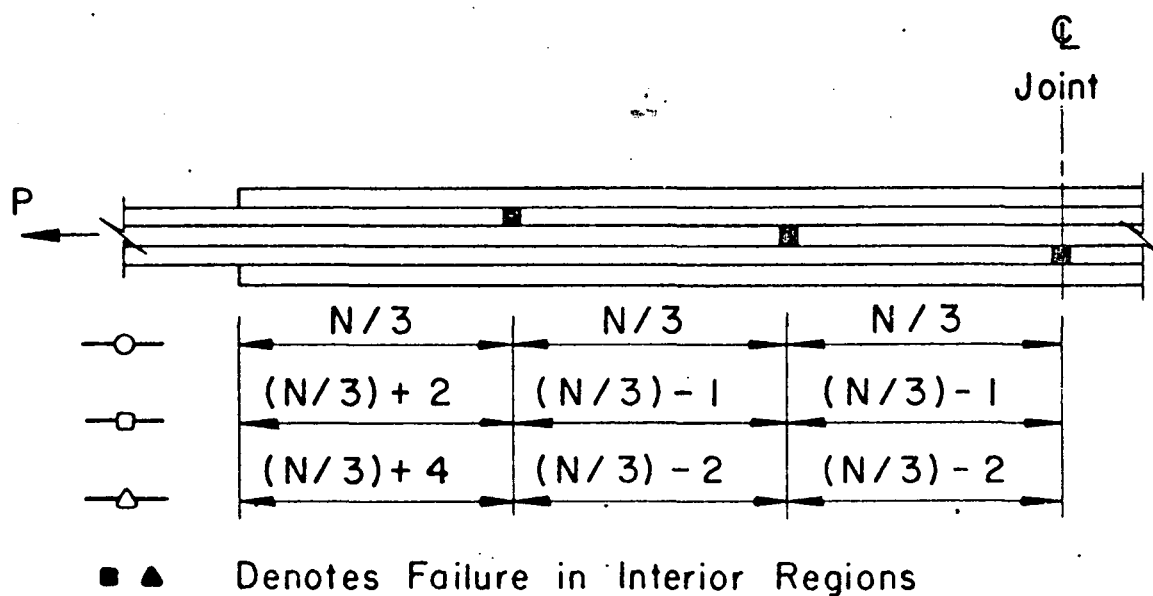 ℄
Joint
P
N/3 N/3 N/3
(N/3)+2 (N/3)-1 (N/3)-1
(N/3)+4 (N/3)-2 (N/3)-2
Denotes Failure in Interior Regions